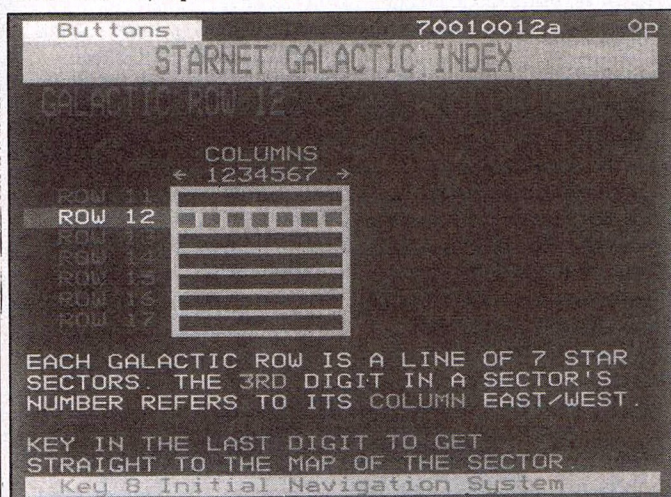 Buttons 70010012a 0p
STARNET GALACTIC INDEX
GALACTIC ROW 12
COLUMNS
← 1234567 →
ROW 11
ROW 12
ROW 13
ROW 14
ROW 15
ROW 16
ROW 17
EACH GALACTIC ROW IS A LINE OF 7 STAR
SECTORS. THE 3RD DIGIT IN A SECTOR'S
NUMBER REFERS TO ITS COLUMN EAST/WEST.
KEY IN THE LAST DIGIT TO GET
STRAIGHT TO THE MAP OF THE SECTOR.
Key 8 Initial Navigation System